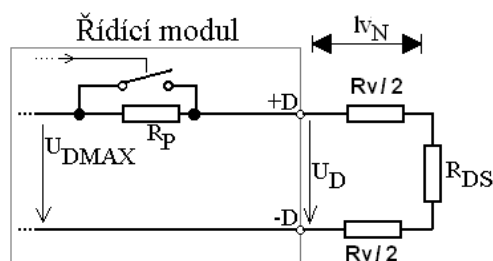 Řídící modul
lv_N
+D
Rv/2
R_P
U_DMAX
U_D
R_DS
-D
Rv/2